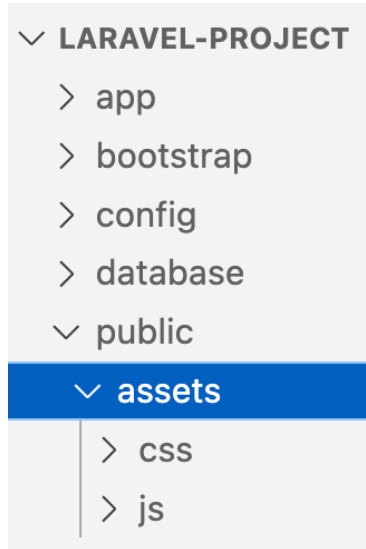 LARAVEL-PROJECT
app
bootstrap
config
database
public
assets
css
js